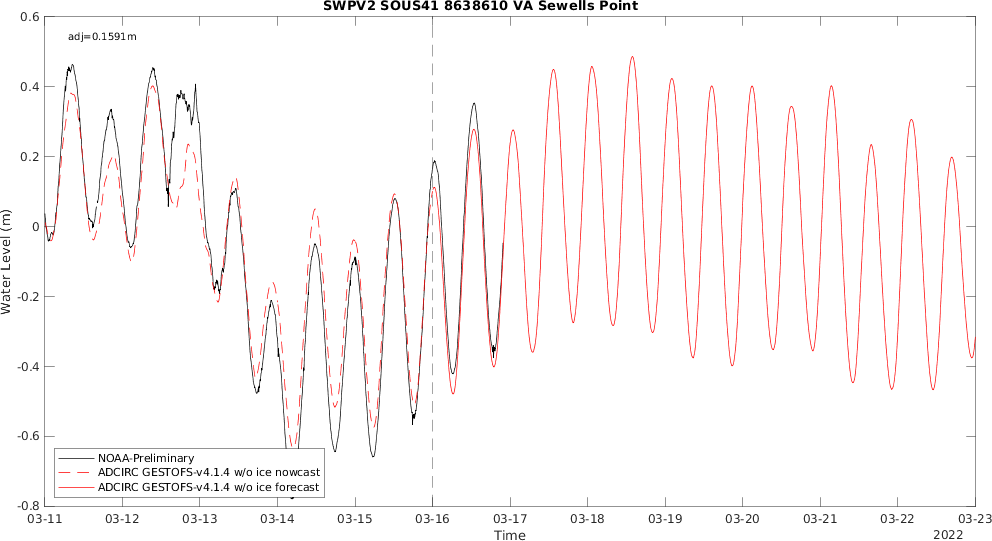 SWPV2 SOUS41 8638610 VA Sewells Point
adj=0.1591m
0.6
0.4
0.2
0
-0.2
-0.4
-0.6
-0.8
Water Level (m)
NOAA-Preliminary
ADCIRC GESTOFS-v4.1.4 w/o ice nowcast
ADCIRC GESTOFS-v4.1.4 w/o ice forecast
03-11 03-12 03-13 03-14 03-15 03-16 03-17 03-18 03-19 03-20 03-21 03-22 03-23
Time
2022